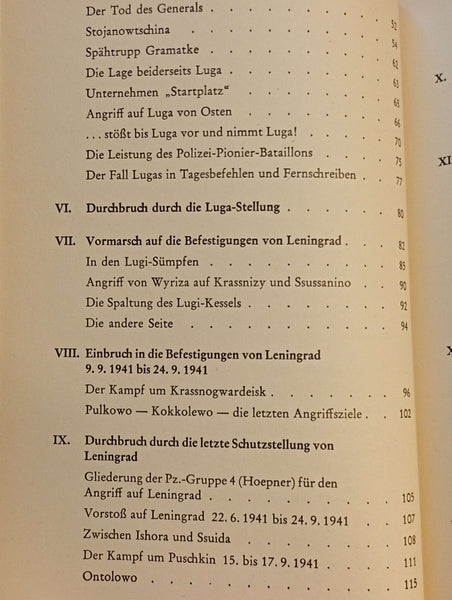 Der Tod des Generals
Stojanowtschina . . . . . . . . 52
Spähtrupp Gramatke . . . . . . . 54
Die Lage beiderseits Luga . . . . . . 62
Unternehmen „Startplatz“ . . . . . . 63
Angriff auf Luga von Osten . . . . . . 65
. . . stößt bis Luga vor und nimmt Luga! . . . . 66
Die Leistung des Polizei-Pionier-Bataillons . . . . 70
Der Fall Lugas in Tagesbefehlen und Fernschreiben . . 75
77
VI. Durchbruch durch die Luga-Stellung . . . . . 80
VII. Vormarsch auf die Befestigungen von Leningrad . . . 82
In den Lugi-Sümpfen . . . . . . . 85
Angriff von Wyriza auf Krassnizy und Ssussanino . . 90
Die Spaltung des Lugi-Kessels . . . . . . 92
Die andere Seite . . . . . . . . 94
VIII. Einbruch in die Befestigungen von Leningrad
9. 9. 1941 bis 24. 9. 1941
Der Kampf um Krassnogwardeisk . . . . . 96
Pulkowo — Kokkolewo — die letzten Angriffsziele . . 102
IX. Durchbruch durch die letzte Schutzstellung von
Leningrad
Gliederung der Pz.-Gruppe 4 (Hoepner) für den
Angriff auf Leningrad . . . . . . . 105
Vorstoß auf Leningrad 22. 6. 1941 bis 24. 9. 1941 . . 107
Zwischen Ishora und Ssuida . . . . . . 108
Der Kampf um Puschkin 15. bis 17. 9. 1941 . . . . 111
Ontolowo . . . . . . . . . 115
X.
XI
X